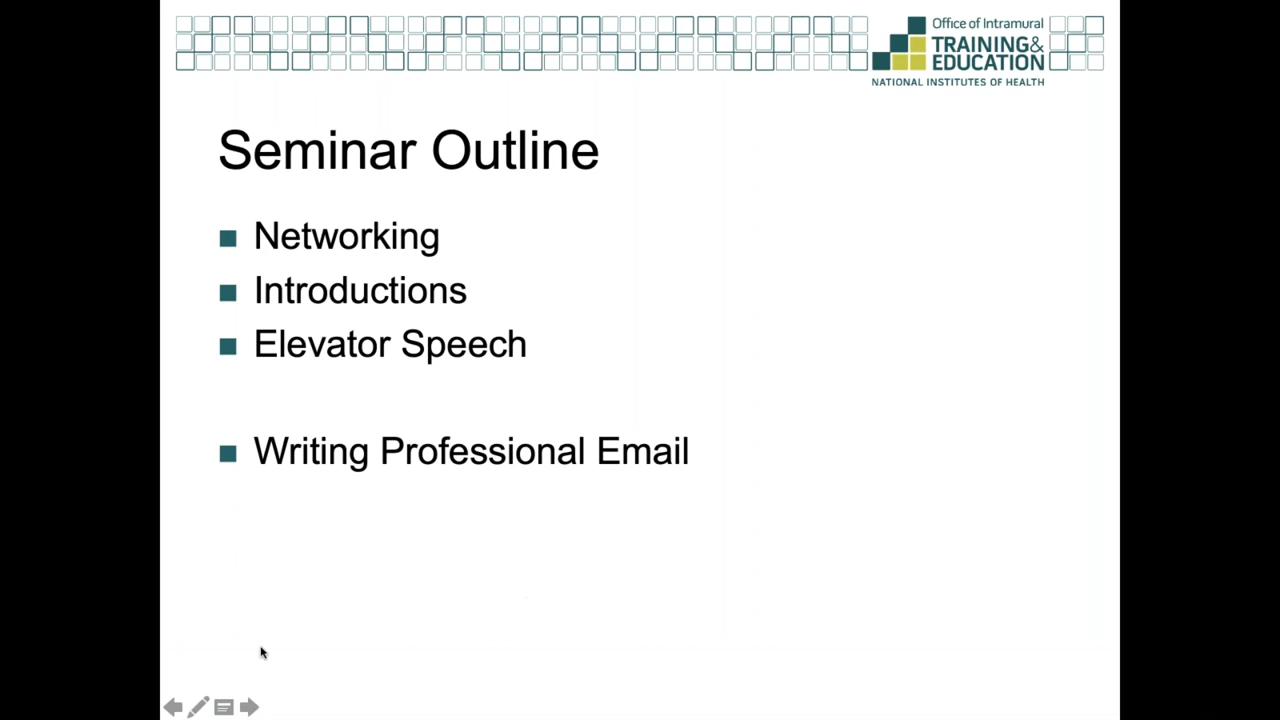 Office of Intramural
TRAINING&
EDUCATION
NATIONAL INSTITUTES OF HEALTH
Seminar Outline
Networking
Introductions
Elevator Speech
Writing Professional Email